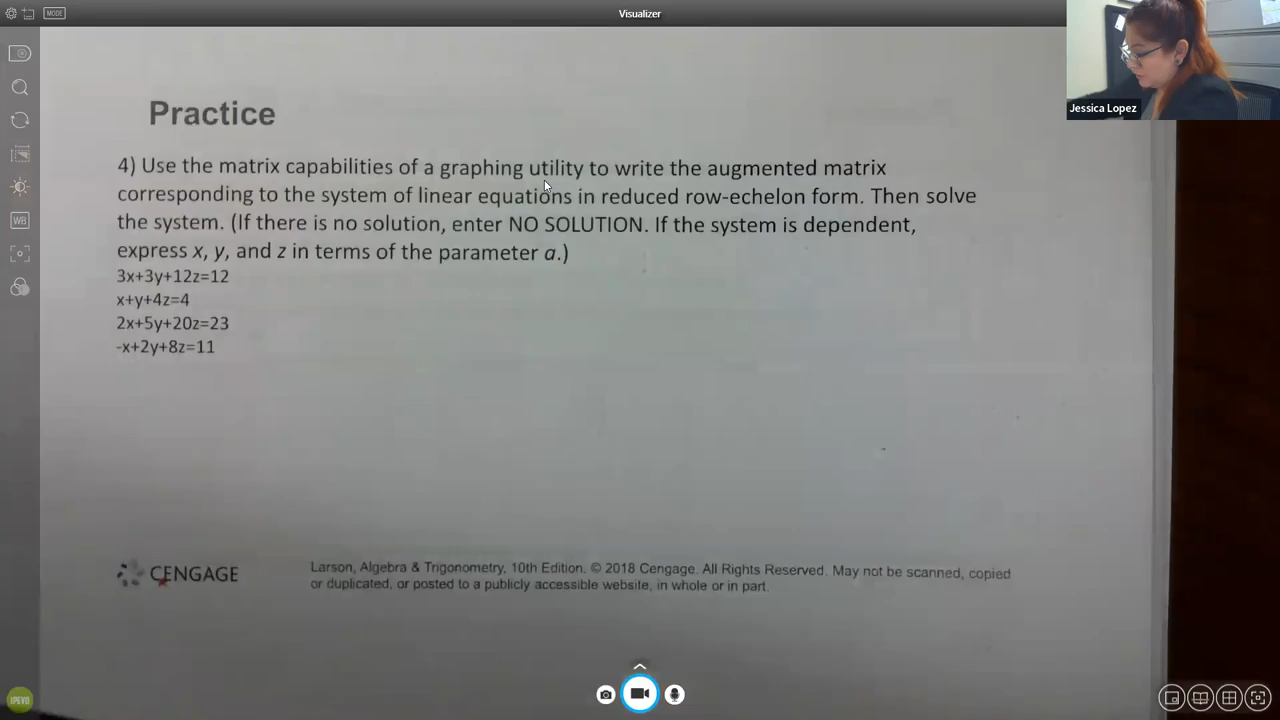 MODE
Visualizer
Jessica Lopez
WB
Practice
4) Use the matrix capabilities of a graphing utility to write the augmented matrix
corresponding to the system of linear equations in reduced row-echelon form. Then solve
the system. (If there is no solution, enter NO SOLUTION. If the system is dependent,
express x, y, and z in terms of the parameter a.)
3x+3y+12z=12
x+y+4z=4
2x+5y+20z=23
-x+2y+8z=11
CENGAGE
Larson, Algebra & Trigonometry, 10th Edition. © 2018 Cengage. All Rights Reserved. May not be scanned, copied
or duplicated, or posted to a publicly accessible website, in whole or in part.
IPEVO